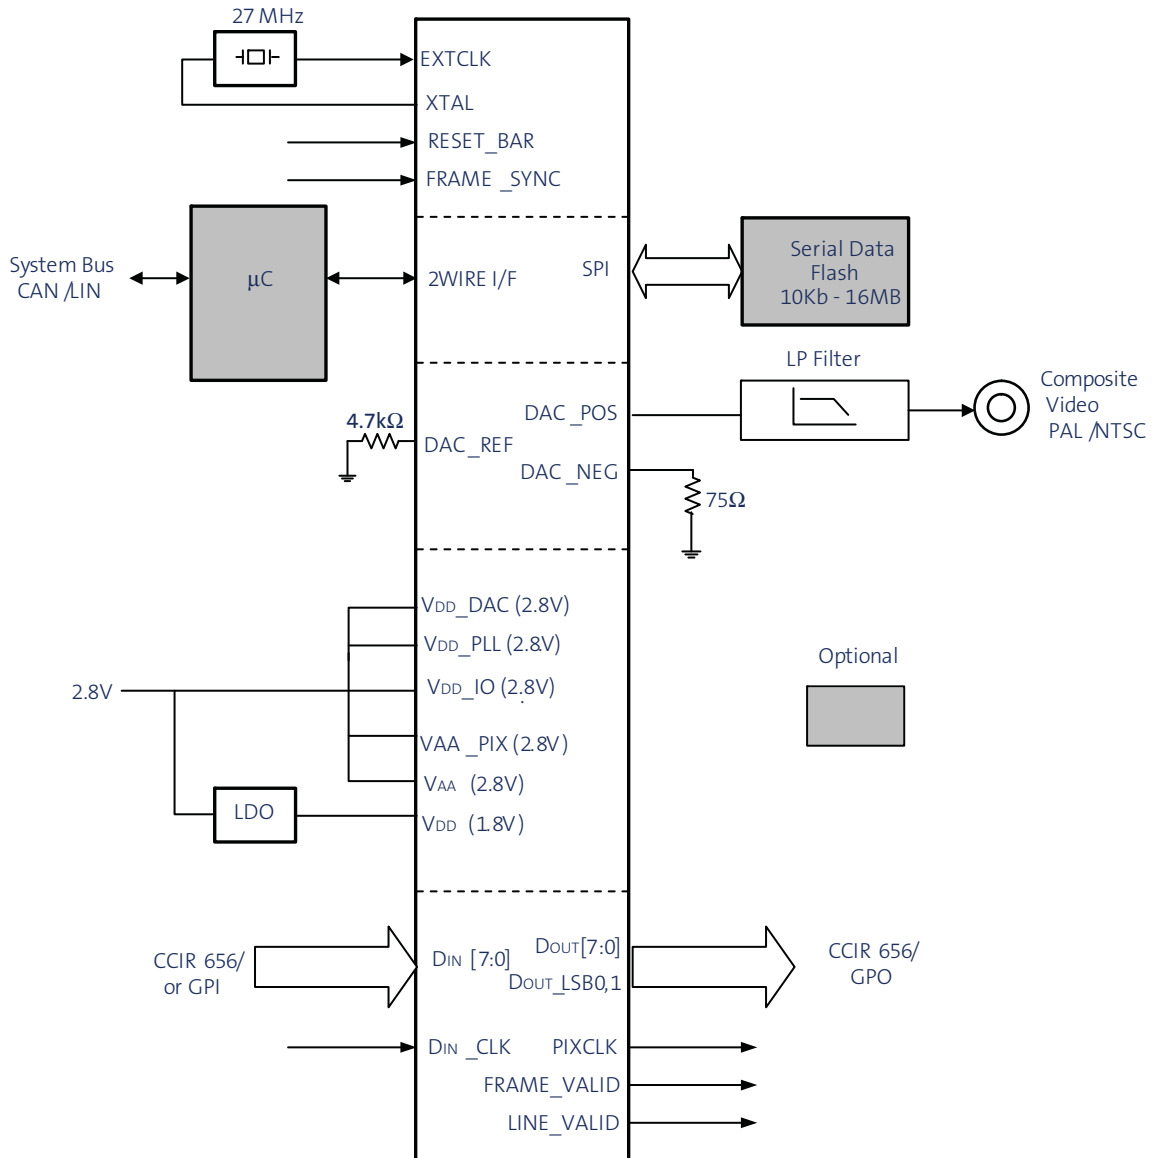 27 MHz
EXTCLK
XTAL
RESET_BAR
FRAME _SYNC
System Bus
CAN /LIN
µC
2WIRE I/F
SPI
Serial Data
Flash
10Kb - 16MB
LP Filter
Composite
Video
PAL /NTSC
DAC _POS
4.7kΩ
DAC _REF
DAC _NEG
75Ω
VDD_DAC (2.8V)
VDD_PLL (2.8V)
2.8V
VDD_IO (2.8V)
VAA _PIX (2.8V)
VAA (2.8V)
LDO
VDD (1.8V)
Optional
CCIR 656/
or GPI
DIN [7:0]
DOUT[7:0]
DOUT_LSB0,1
CCIR 656/
GPO
DIN _CLK
PIXCLK
FRAME_VALID
LINE_VALID